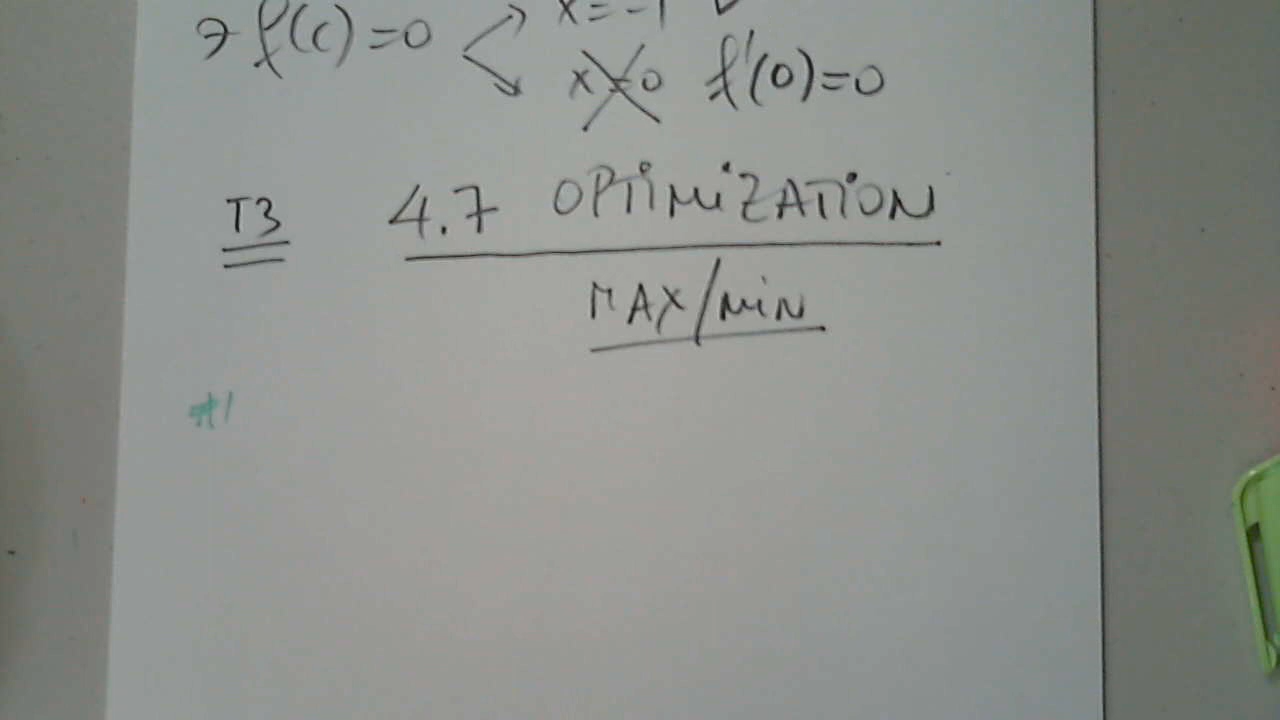 → f'(c)=0 x=-1 ✓
x=0 f'(0)=0
T3 4.7 OPTIMIZATION
MAX/MIN
#1